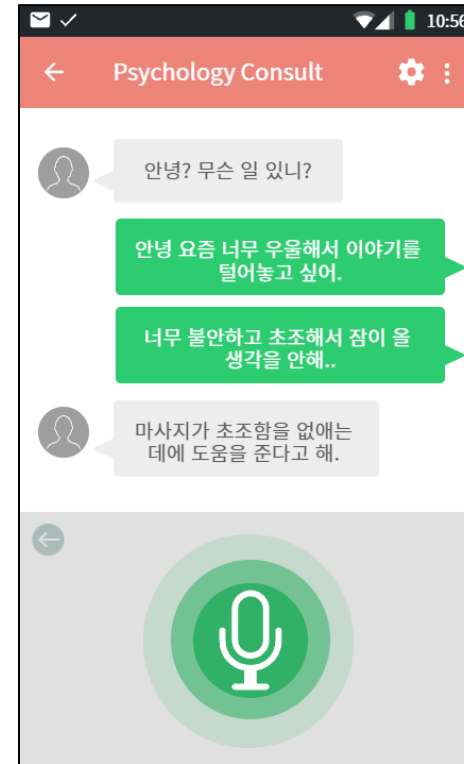 10:56
Psychology Consult
안녕? 무슨 일 있니?
안녕 요즘 너무 우울해서 이야기를
털어놓고 싶어.
너무 불안하고 초조해서 잠이 올
생각을 안해..
마사지가 초조함을 없애는
데에 도움을 준다고 해.